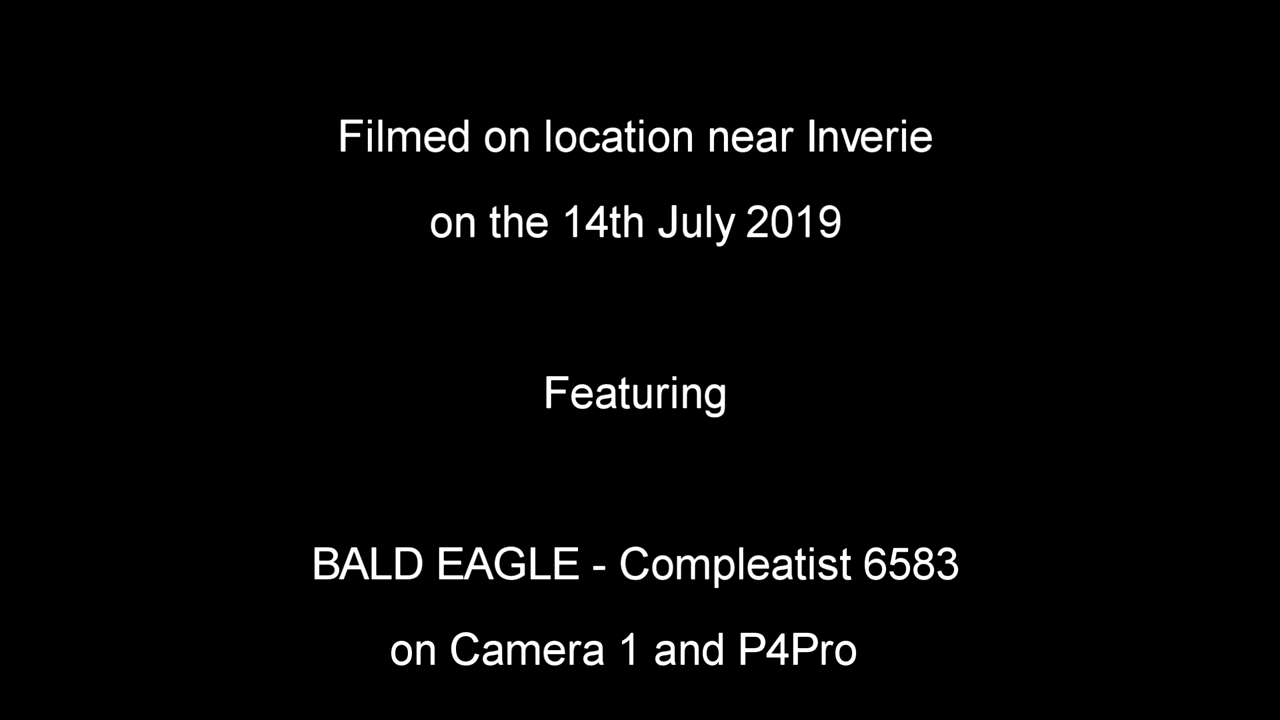 Filmed on location near Inverie
on the 14th July 2019
Featuring
BALD EAGLE - Compleatist 6583
on Camera 1 and P4Pro